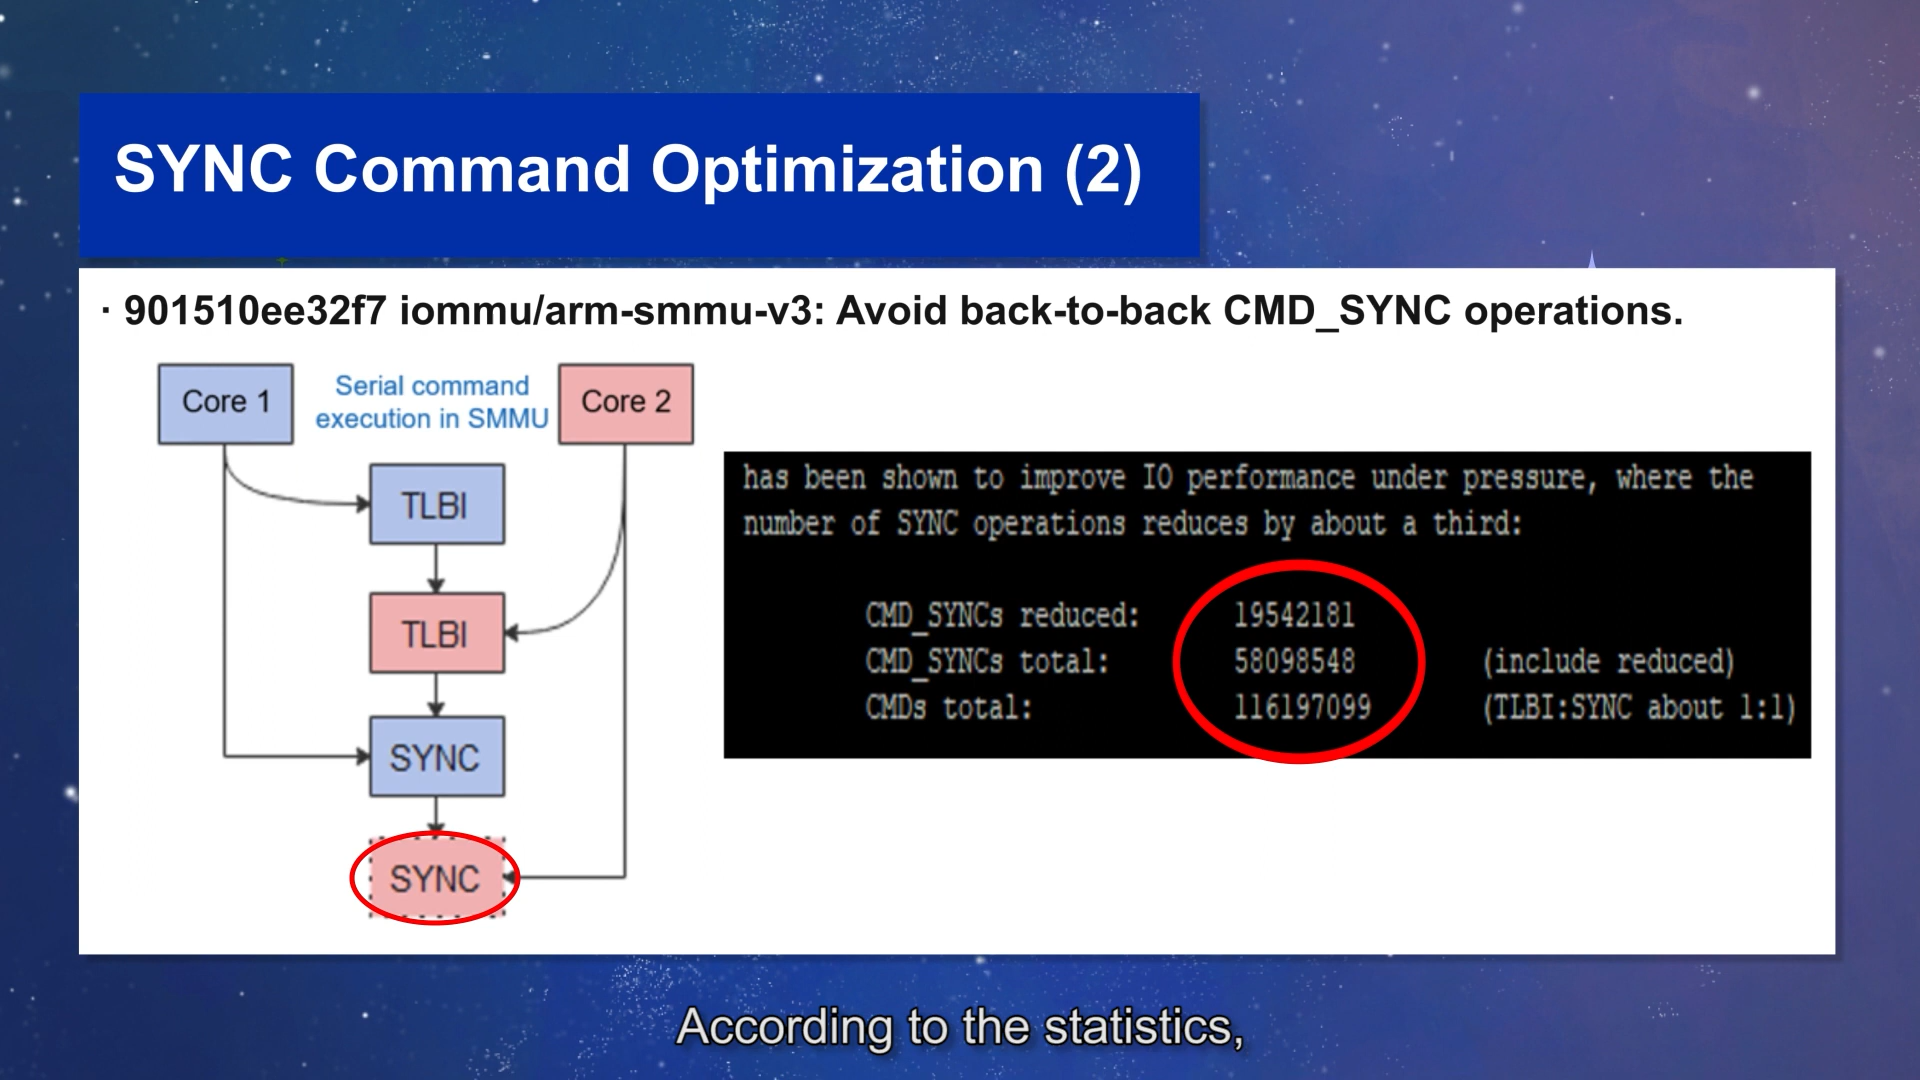 SYNC Command Optimization (2)
· 901510ee32f7 iommu/arm-smmu-v3: Avoid back-to-back CMD_SYNC operations.
Core 1
Serial command
execution in SMMU
Core 2
TLBI
TLBI
SYNC
SYNC
has been shown to improve IO performance under pressure, where the
number of SYNC operations reduces by about a third:
CMD_SYNCs reduced: 19542181
CMD_SYNCs total: 58098548 (include reduced)
CMDs total: 116197099 (TLBI:SYNC about 1:1)
According to the statistics,